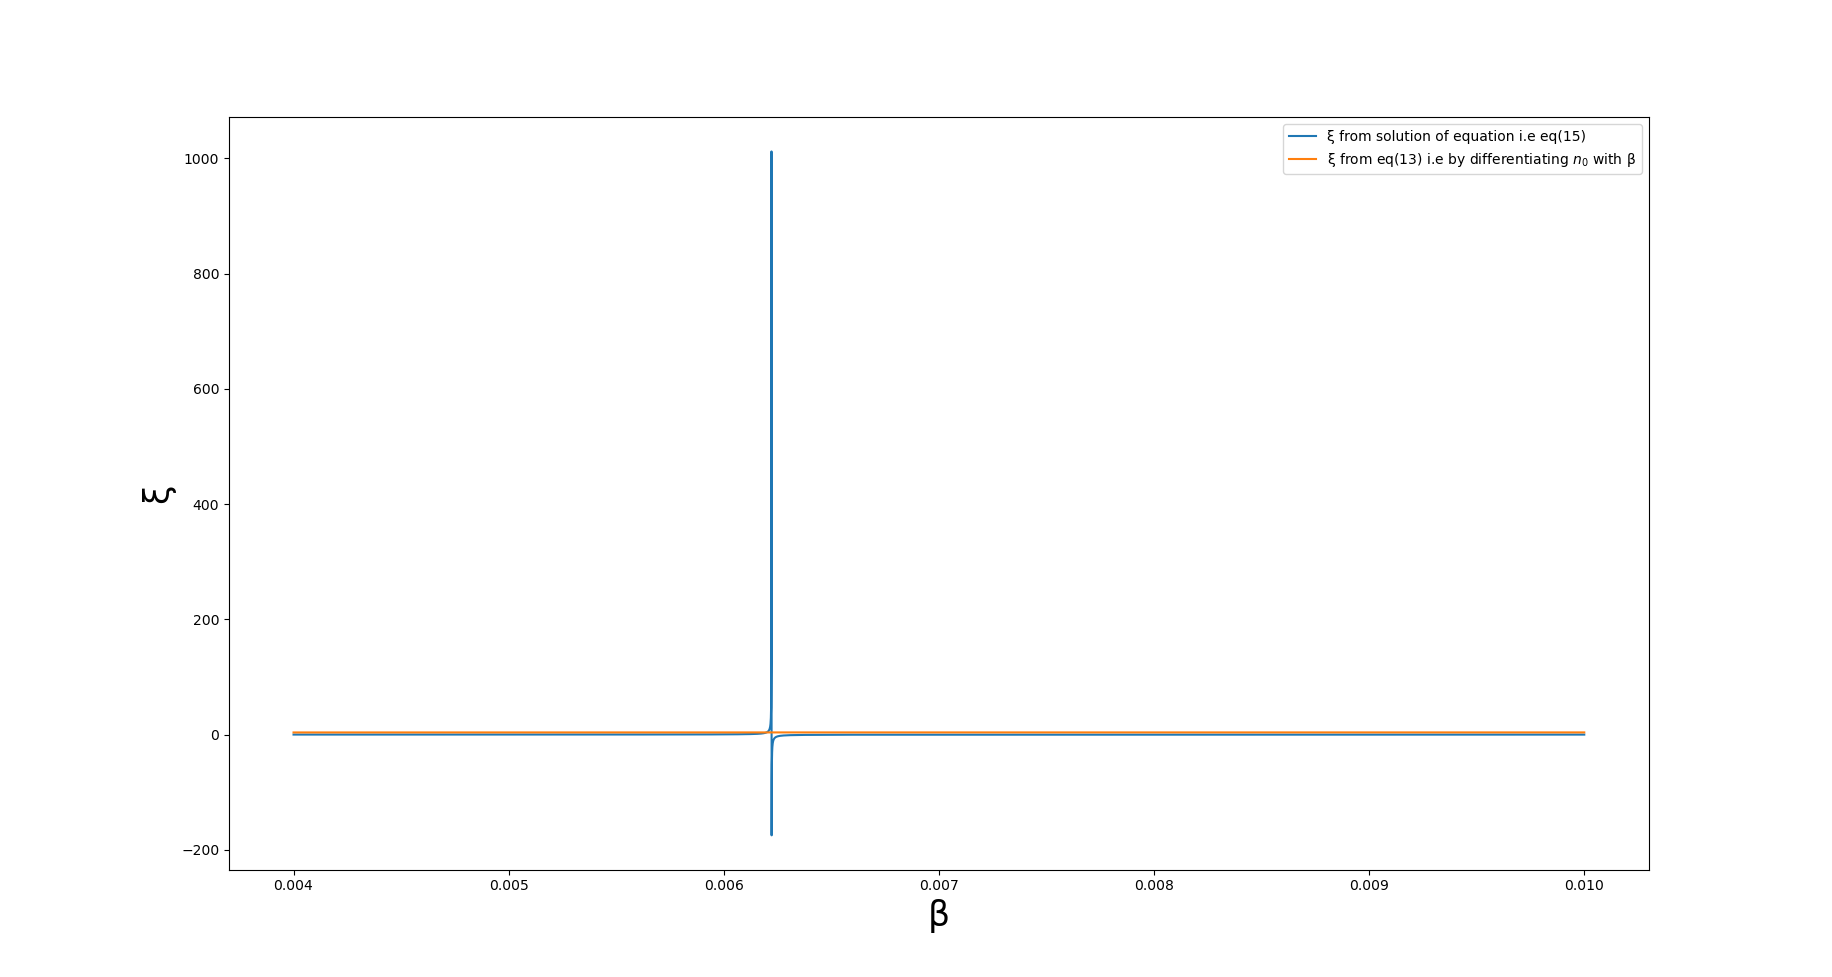 ξ from solution of equation i.e eq(15)
ξ from eq(13) i.e by differentiating n₀ with β
1000
800
600
400
200
0
−200
ξ
0.004 0.005 0.006 0.007 0.008 0.009 0.010
β